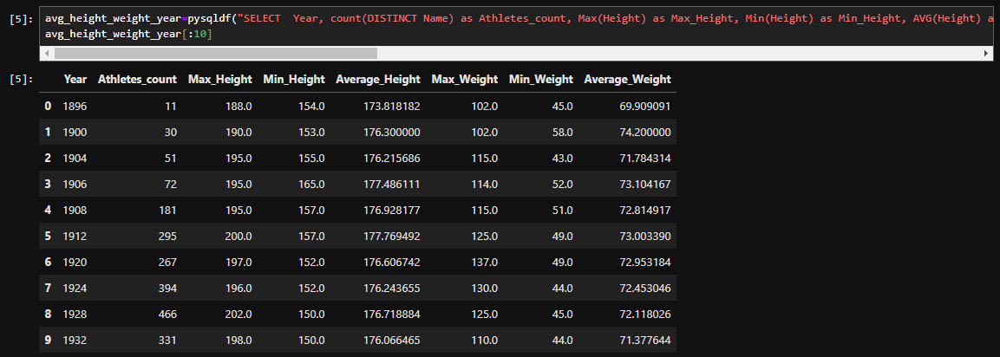 [5]: avg_height_weight_year=pysqldf("SELECT  Year, count(DISTINCT Name) as Athletes_count, Max(Height) as Max_Height, Min(Height) as Min_Height, AVG(Height) a
avg_height_weight_year[:10]
[5]: Year Athletes_count Max_Height Min_Height Average_Height Max_Weight Min_Weight Average_Weight
0 1896 11 188.0 154.0 173.818182 102.0 45.0 69.909091
1 1900 30 190.0 153.0 176.300000 102.0 58.0 74.200000
2 1904 51 195.0 155.0 176.215686 115.0 43.0 71.784314
3 1906 72 195.0 165.0 177.486111 114.0 52.0 73.104167
4 1908 181 195.0 157.0 176.928177 115.0 51.0 72.814917
5 1912 295 200.0 157.0 177.769492 125.0 49.0 73.003390
6 1920 267 197.0 152.0 176.606742 137.0 49.0 72.953184
7 1924 394 196.0 152.0 176.243655 130.0 44.0 72.453046
8 1928 466 202.0 150.0 176.718884 125.0 45.0 72.118026
9 1932 331 198.0 150.0 176.066465 110.0 44.0 71.377644